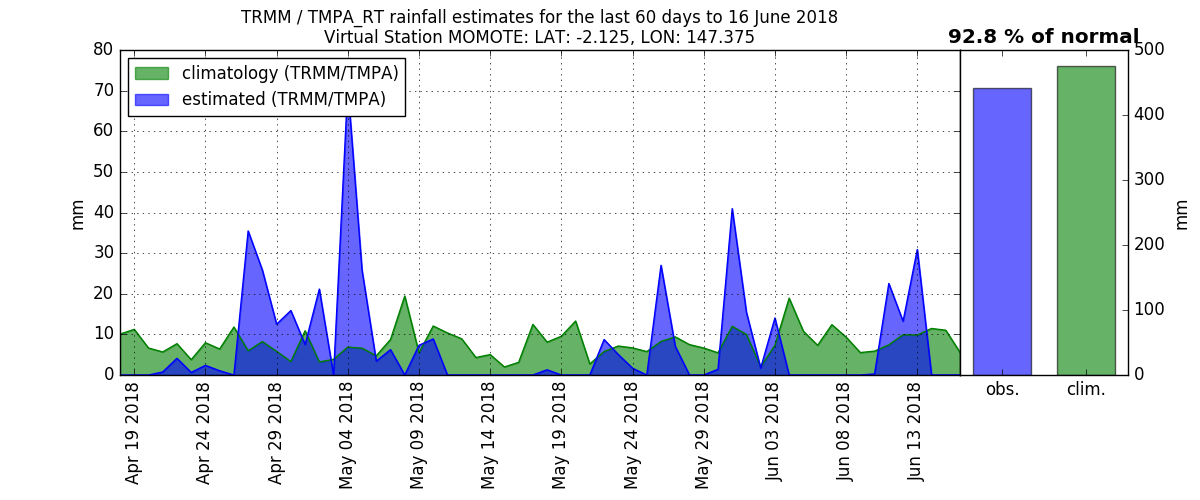 TRMM / TMPA_RT rainfall estimates for the last 60 days to 16 June 2018
Virtual Station MOMOTE: LAT: -2.125, LON: 147.375
92.8 % of normal
climatology (TRMM/TMPA)
estimated (TRMM/TMPA)
80
70
60
50
40
30
20
10
0
mm
Apr 19 2018
Apr 24 2018
Apr 29 2018
May 04 2018
May 09 2018
May 14 2018
May 19 2018
May 24 2018
May 29 2018
Jun 03 2018
Jun 08 2018
Jun 13 2018
obs.
clim.
500
400
300
200
100
0
mm